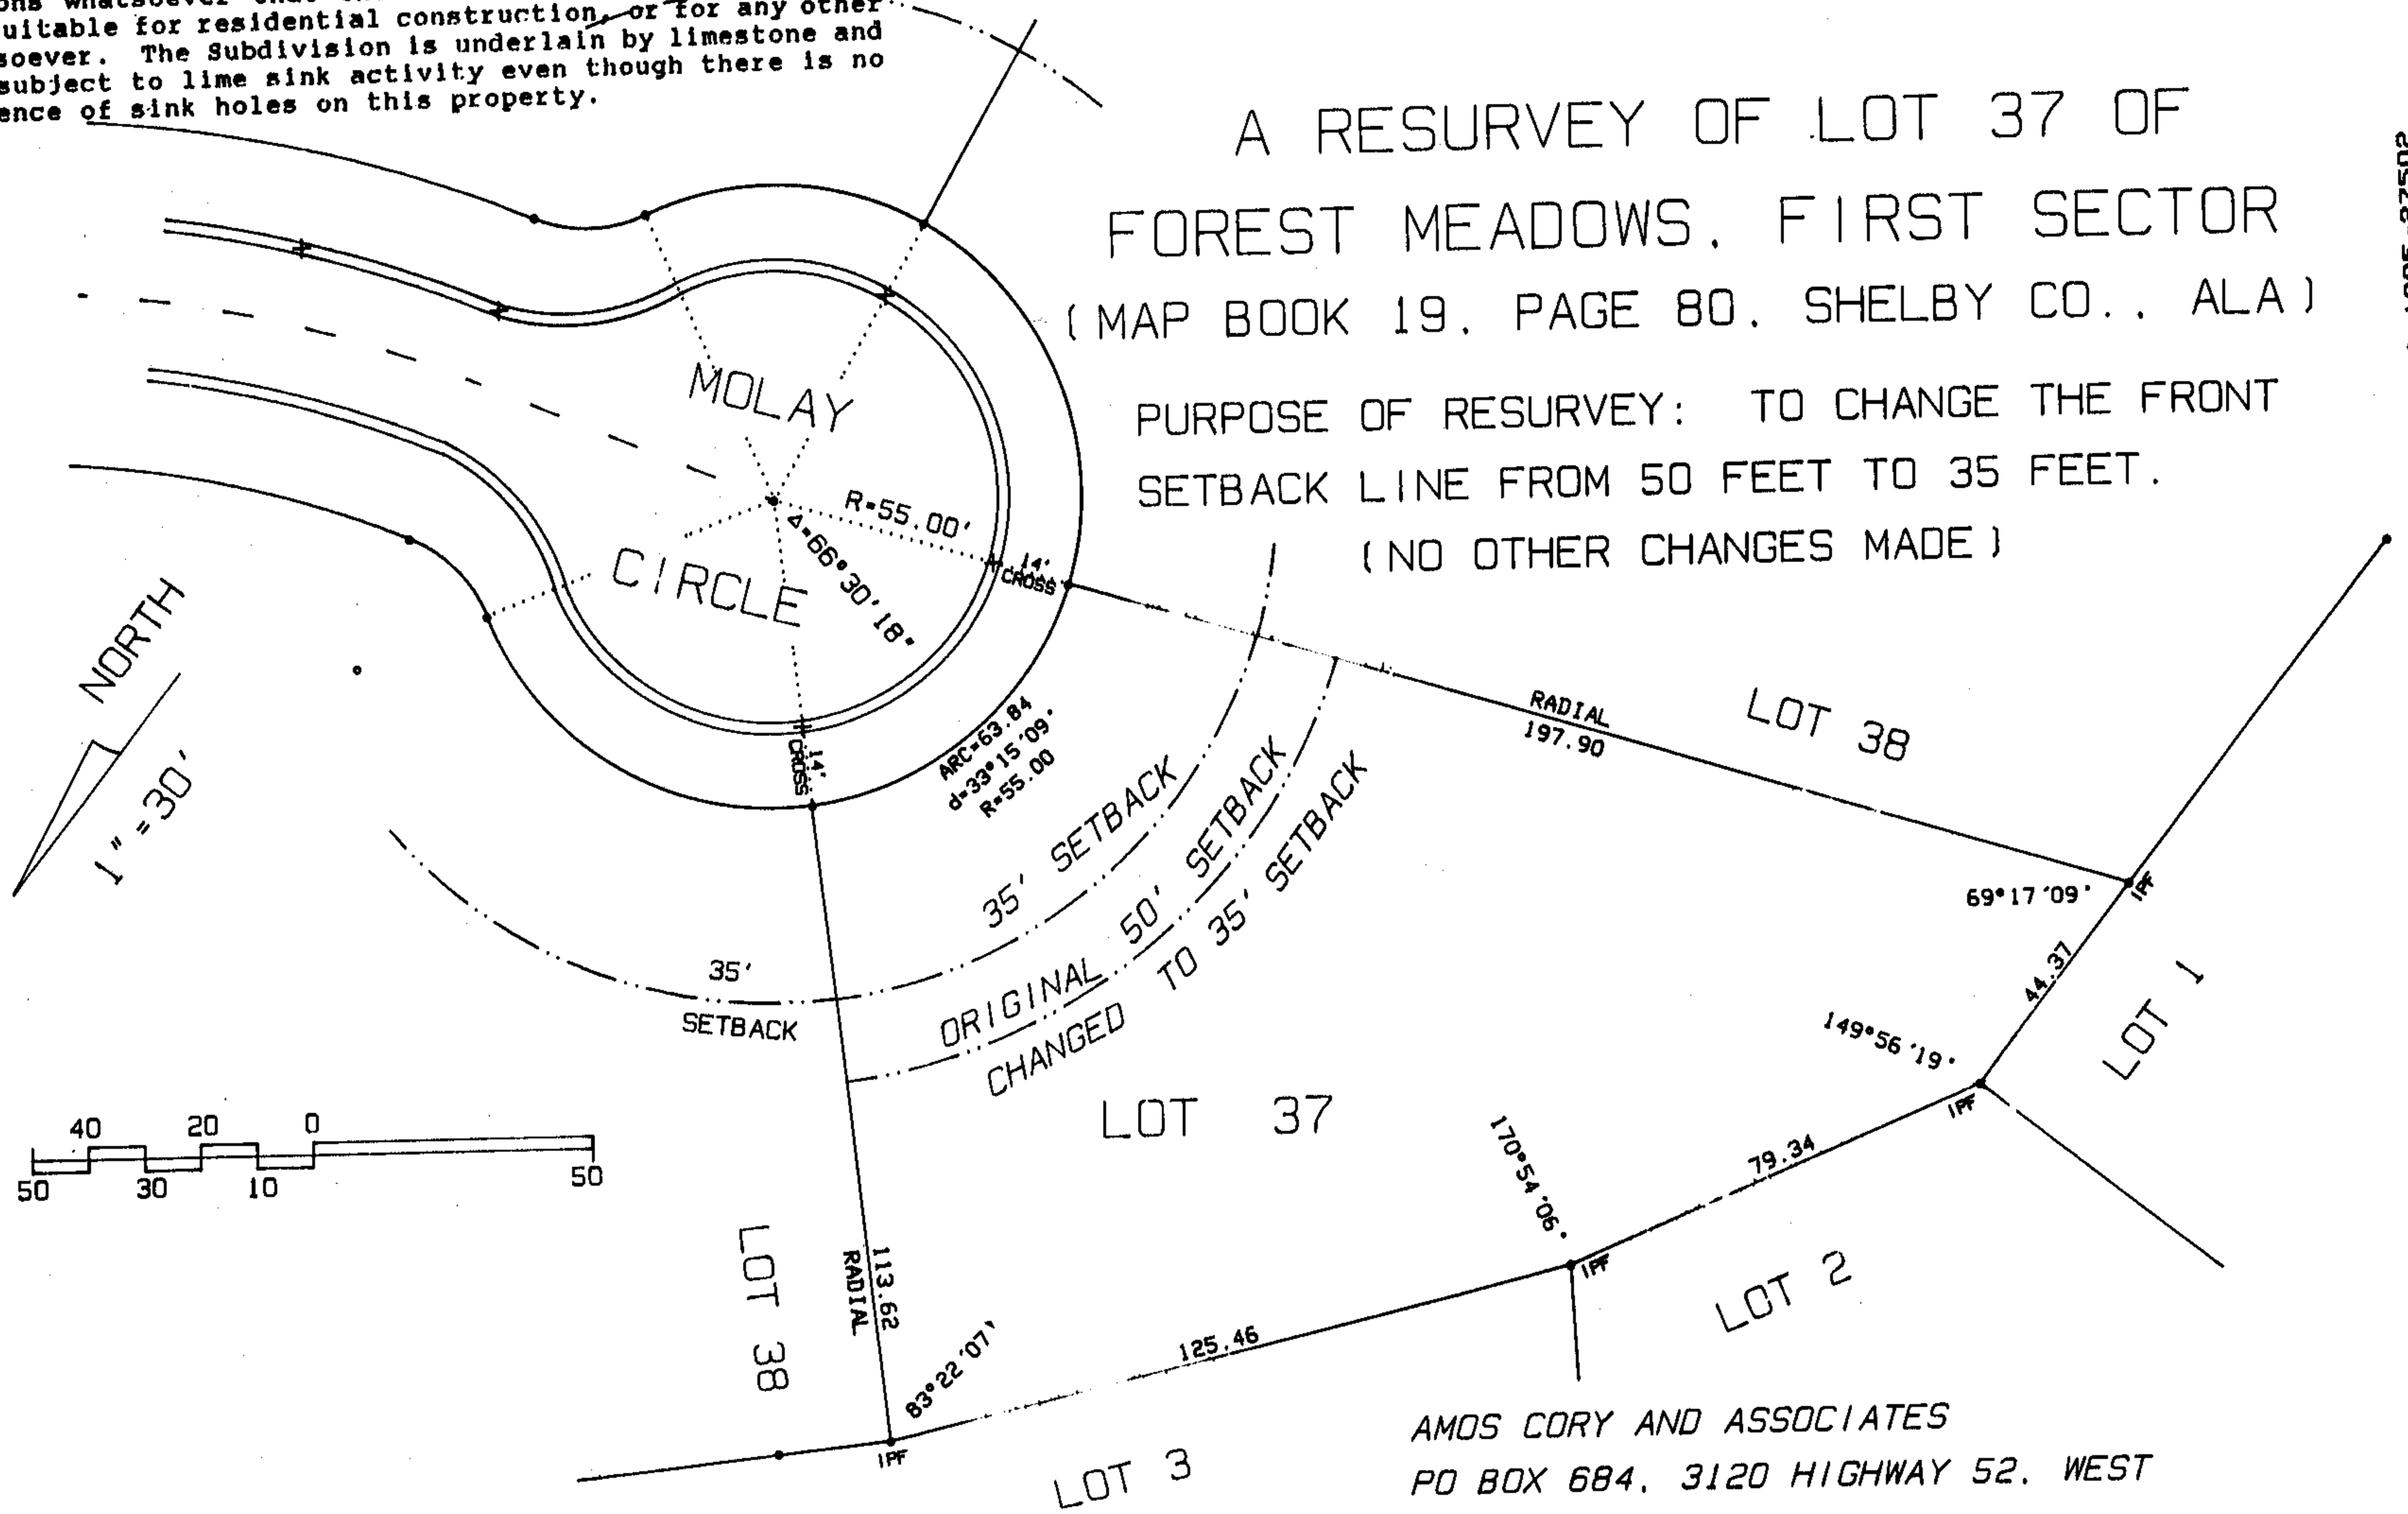 uitable for residential construction, or for any other
soever. The Subdivision is underlain by limestone and
subject to lime sink activity even though there is no
ence of sink holes on this property.
A RESURVEY OF LOT 37 OF
FOREST MEADOWS. FIRST SECTOR
(MAP BOOK 19. PAGE 80. SHELBY CO.. ALA)
PURPOSE OF RESURVEY: TO CHANGE THE FRONT
SETBACK LINE FROM 50 FEET TO 35 FEET.
(NO OTHER CHANGES MADE)
MOLAY
CIRCLE
R=55.00'
Δ=66°30'18"
14'
CROSS
14'
CROSS
NORTH
1"=30'
ARC=63.84
d=33°15'09"
R=55.00
35' SETBACK
ORIGINAL 50' SETBACK
CHANGED TO 35' SETBACK
35'
SETBACK
RADIAL
197.90
LOT 38
69°17'09"
IPF
44.37
LOT 1
149°56'19"
IPF
79.34
170°54'06"
IPF
LOT 2
LOT 37
40 20 0
50 30 10 50
LOT 38
113.62
RADIAL
83°22'07"
125.46
IPF
LOT 3
AMOS CORY AND ASSOCIATES
PO BOX 684. 3120 HIGHWAY 52. WEST